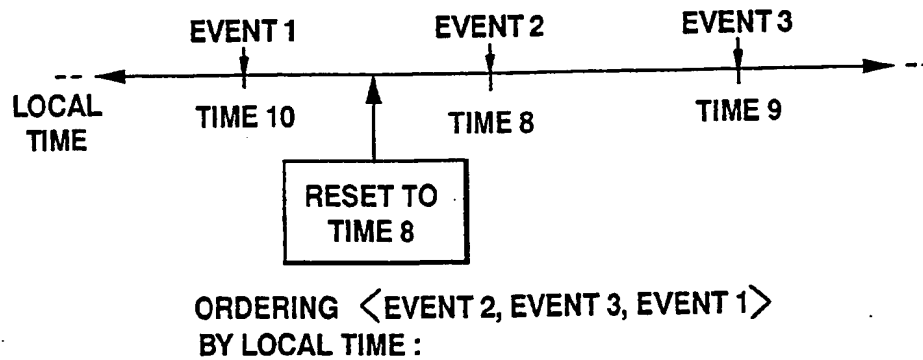 EVENT 1 EVENT 2 EVENT 3
LOCAL TIME
TIME 10 TIME 8 TIME 9
RESET TO
TIME 8
ORDERING <EVENT 2, EVENT 3, EVENT 1>
BY LOCAL TIME :